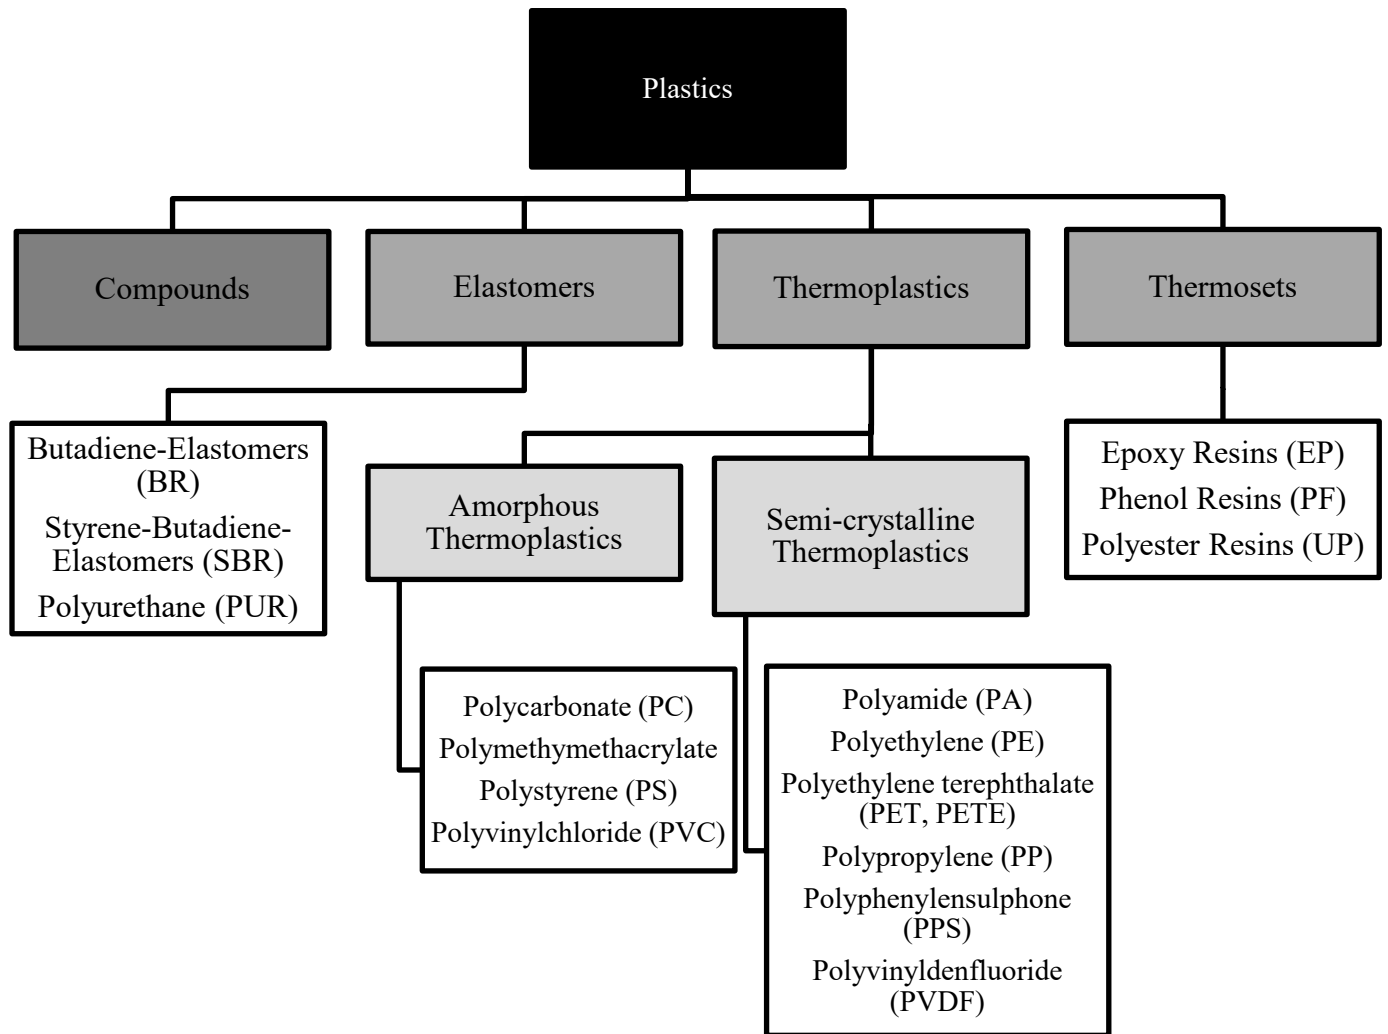 Plastics
Compounds
Elastomers
Thermoplastics
Thermosets
Butadiene-Elastomers
(BR)
Styrene-Butadiene-
Elastomers (SBR)
Polyurethane (PUR)
Amorphous
Thermoplastics
Semi-crystalline
Thermoplastics
Epoxy Resins (EP)
Phenol Resins (PF)
Polyester Resins (UP)
Polycarbonate (PC)
Polymethymethacrylate
Polystyrene (PS)
Polyvinylchloride (PVC)
Polyamide (PA)
Polyethylene (PE)
Polyethylene terephthalate
(PET, PETE)
Polypropylene (PP)
Polyphenylensulphone
(PPS)
Polyvinyldenfluoride
(PVDF)